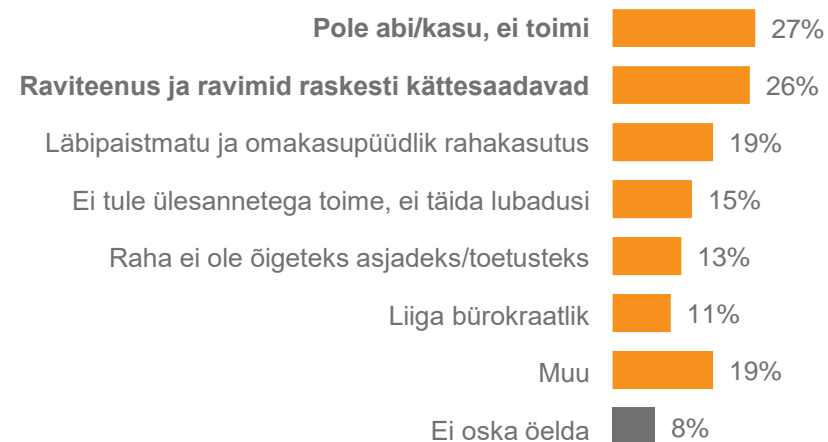 Pole abi/kasu, ei toimi 27%
Raviteenus ja ravimid raskesti kättesaadavad 26%
Läbipaistmatu ja omakasupüüdlik rahakasutus 19%
Ei tule ülesannetega toime, ei täida lubadusi 15%
Raha ei ole õigeteks asjadeks/toetusteks 13%
Liiga bürokraatlik 11%
Muu 19%
Ei oska öelda 8%